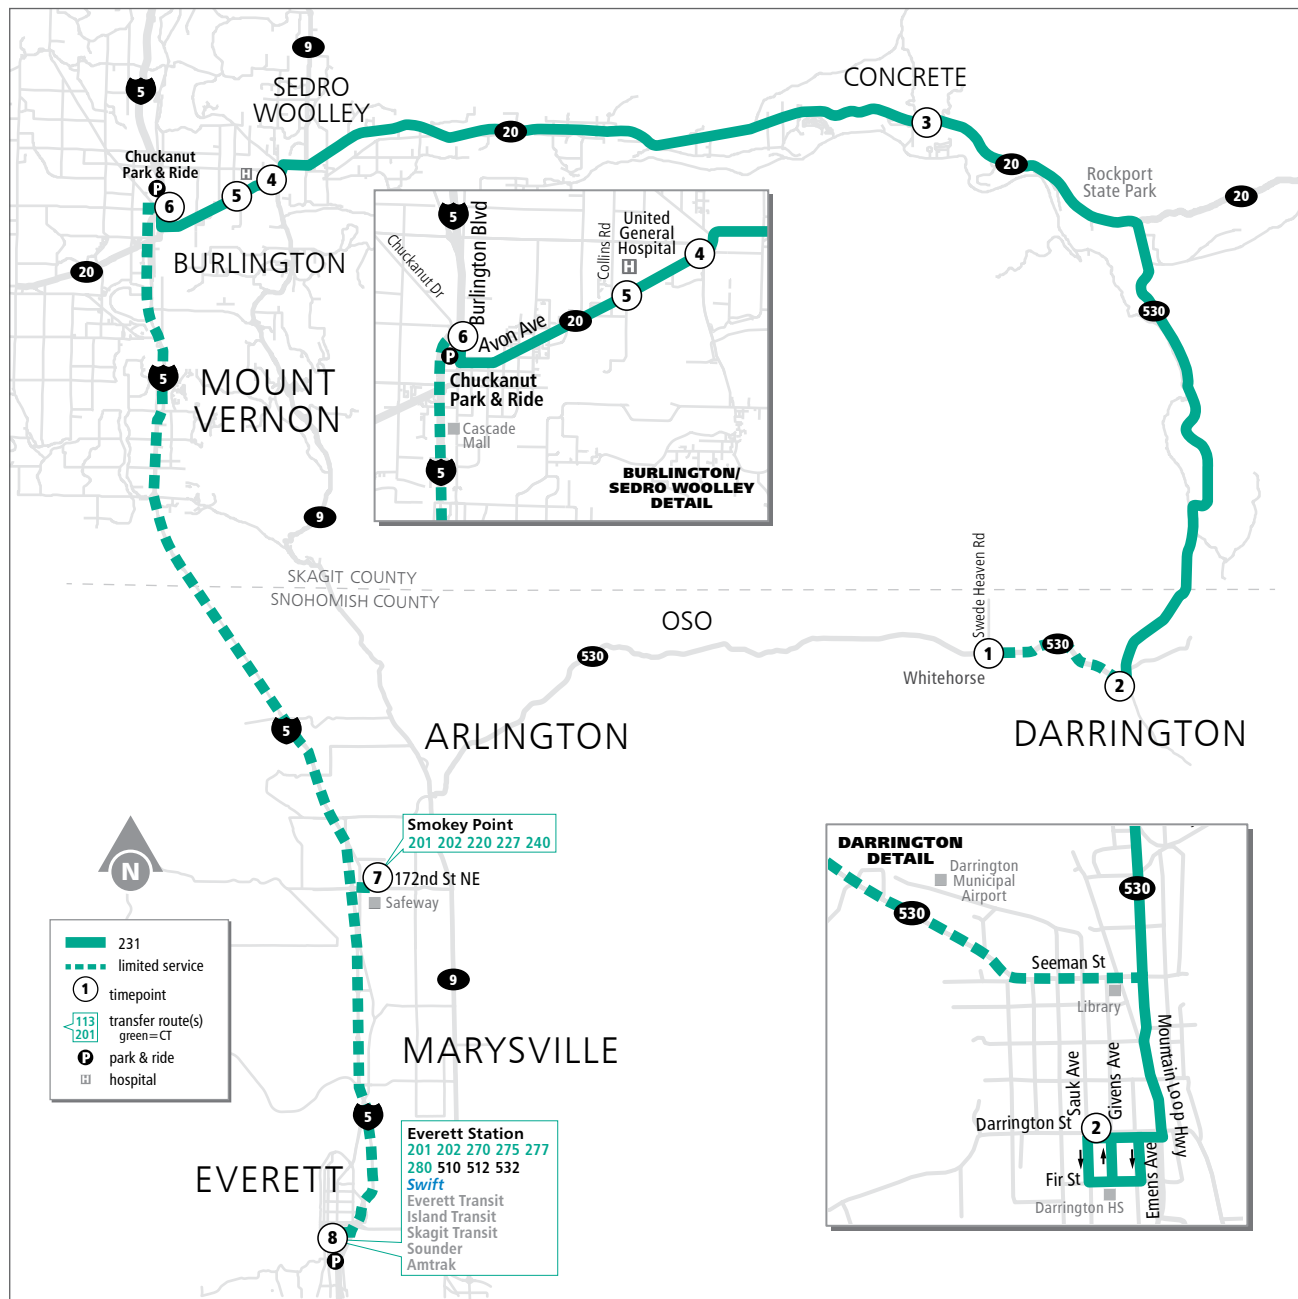 9
5
SEDRO
WOOLLEY
CONCRETE
20
3
Chuckanut
Park & Ride
P
H
4
5
6
20
Rockport
State Park
20
BURLINGTON
20
5
Burlington Blvd
Chuckanut Dr
Collins Rd
United
General
Hospital
H
4
5
20
Avon Ave
6
P
Chuckanut
Park & Ride
Cascade
Mall
5
BURLINGTON/
SEDRO WOOLLEY
DETAIL
530
5
MOUNT
VERNON
9
SKAGIT COUNTY
SNOHOMISH COUNTY
OSO
530
Swede Heaven Rd
1
530
Whitehorse
2
DARRINGTON
5
ARLINGTON
Smokey Point
201 202 220 227 240
7
172nd St NE
Safeway
N
231
limited service
1
timepoint
113
201
transfer route(s)
green=CT
P
park & ride
H
hospital
9
MARYSVILLE
5
Everett Station
201 202 270 275 277
280 510 512 532
Swift
Everett Transit
Island Transit
Skagit Transit
Sounder
Amtrak
EVERETT
8
P
DARRINGTON
DETAIL
Darrington
Municipal
Airport
530
530
Seeman St
Library
Mountain Loop Hwy
Sauk Ave
Givens Ave
Darrington St
2
Fir St
Emens Ave
Darrington HS